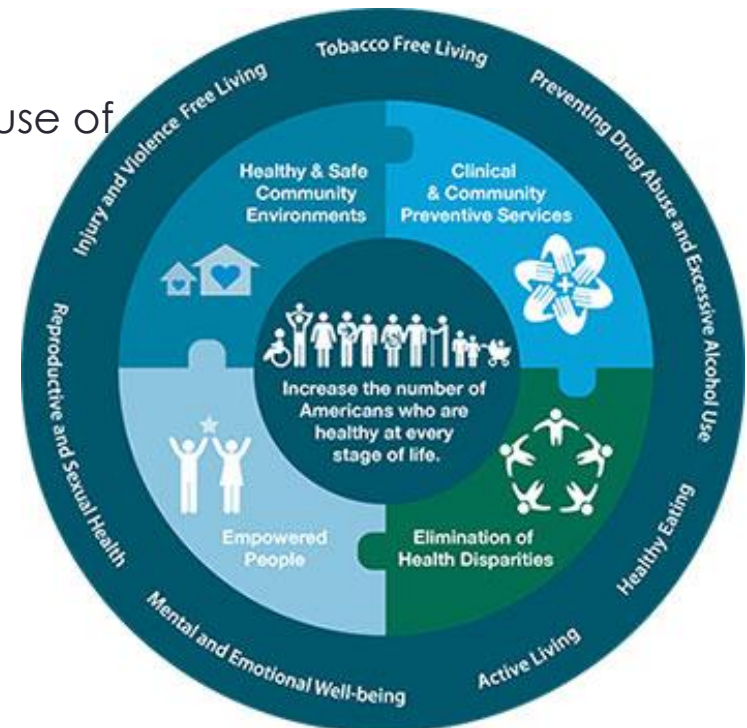 use of
Tobacco Free Living
Preventing Drug Abuse and Excessive Alcohol Use
Healthy Eating
Active Living
Mental and Emotional Well-being
Reproductive and Sexual Health
Injury and Violence Free Living
Healthy & Safe
Community
Environments
Clinical
& Community
Preventive Services
Increase the number of
Americans who are
healthy at every
stage of life.
Empowered
People
Elimination of
Health Disparities